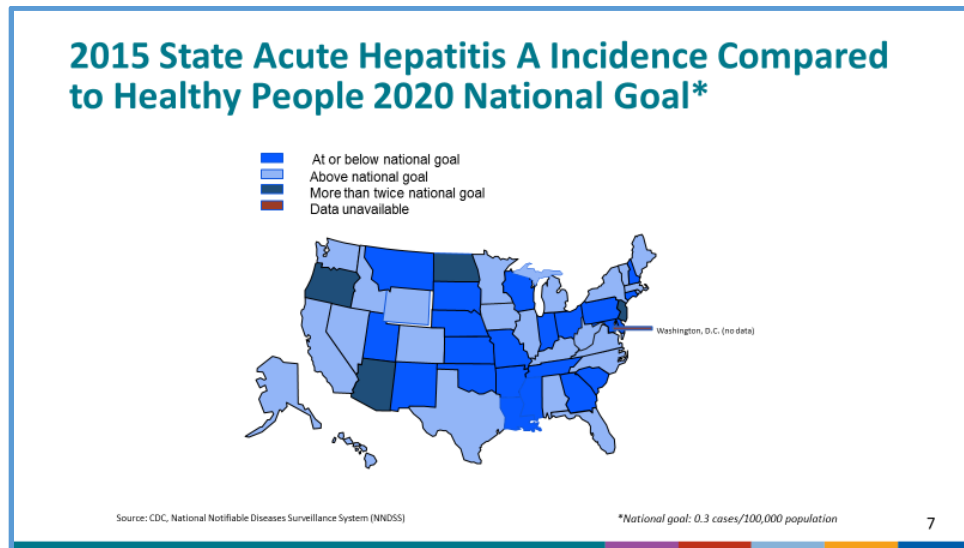 2015 State Acute Hepatitis A Incidence Compared
to Healthy People 2020 National Goal*
At or below national goal
Above national goal
More than twice national goal
Data unavailable
Washington, D.C. (no data)
Source: CDC, National Notifiable Diseases Surveillance System (NNDSS)
*National goal: 0.3 cases/100,000 population
7